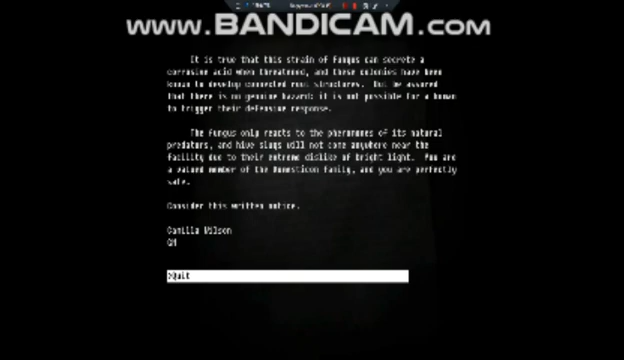 WWW.BANDICAM.COM
It is true that this strain of fungus can secrete a
corrosive acid when threatened, and these colonies have been
known to develop connected root structures. But be assured
that there is no genuine hazard: it is not possible for a human
to trigger their defensive response.
The fungus only reacts to the pheromones of its natural
predators, and hive slugs will not come anywhere near the
facility due to their extreme dislike of bright light. You are
a valued member of the family, and you are perfectly
safe.
Consider this written notice.
Camilla Wilson
GM
>Quit